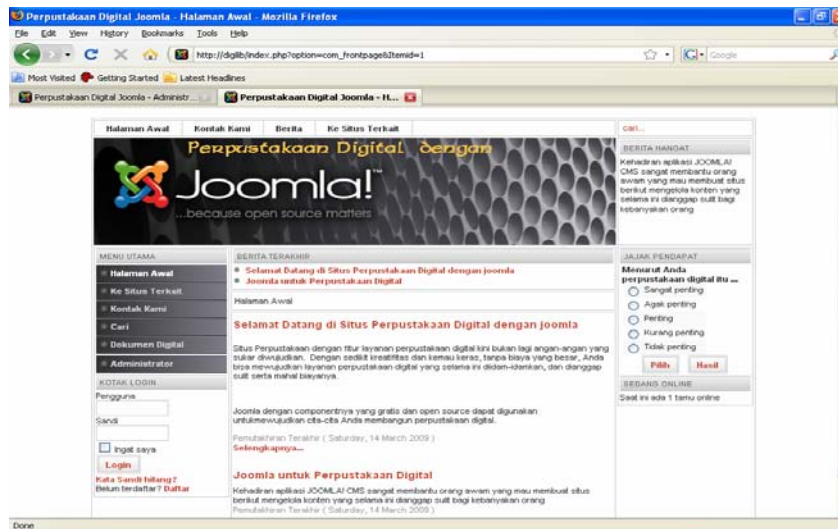 Perpustakaan Digital Joomla - Halaman Awal - Mozilla Firefox
File Edit View History Bookmarks Tools Help
http://digilib/index.php?option=com_frontpage&Itemid=1
Google
Most Visited Getting Started Latest Headlines
Perpustakaan Digital Joomla - Administr...
Perpustakaan Digital Joomla - H...
Halaman Awal Kontak Kami Berita Ke Situs Terkait
cari...
Perpustakaan Digital dengan
Joomla!™
...because open source matters
BERITA HANGAT
Kehadiran aplikasi JOOMLA!
CMS sangat membantu orang
awam yang mau membuat situs
berikut mengelola konten yang
selama ini dianggap sulit bagi
kebanyakan orang
MENU UTAMA
Halaman Awal
Ke Situs Terkait
Kontak Kami
Cari
Dokumen Digital
Administrator
KOTAK LOGIN
Pengguna
Sandi
Ingat saya
Login
Kata Sandi hilang?
Belum terdaftar? Daftar
BERITA TERAKHIR
Selamat Datang di Situs Perpustakaan Digital dengan joomla
Joomla untuk Perpustakaan Digital
Halaman Awal
Selamat Datang di Situs Perpustakaan Digital dengan joomla
Situs Perpustakaan dengan fitur layanan perpustakaan digital kini bukan lagi angan-angan yang
sukar diwujudkan. Dengan sedikit kreatifitas dan kemau keras, tanpa biaya yang besar, Anda
bisa mewujudkan layanan perpustakaan digital yang selama ini didam-idamkan, dan dianggap
sulit serta mahal biayanya.
Joomla dengan componentnya yang gratis dan open source dapat digunakan
untukmewujudkan cita-cita Anda membangun perpustakaan digital.
Pemutakhiran Terakhir ( Saturday, 14 March 2009 )
Selengkapnya...
Joomla untuk Perpustakaan Digital
Kehadiran aplikasi JOOMLA! CMS sangat membantu orang awam yang mau membuat situs
berikut mengelola konten yang selama ini dianggap sulit bagi kebanyakan orang
Pemutakhiran Terakhir ( Saturday, 14 March 2009 )
JAJAK PENDAPAT
Menurut Anda
perpustakaan digital itu ...
Sangat penting
Agak penting
Penting
Kurang penting
Tidak penting
Pilih Hasil
SEDANG ONLINE
Saat ini ada 1 tamu online
Done